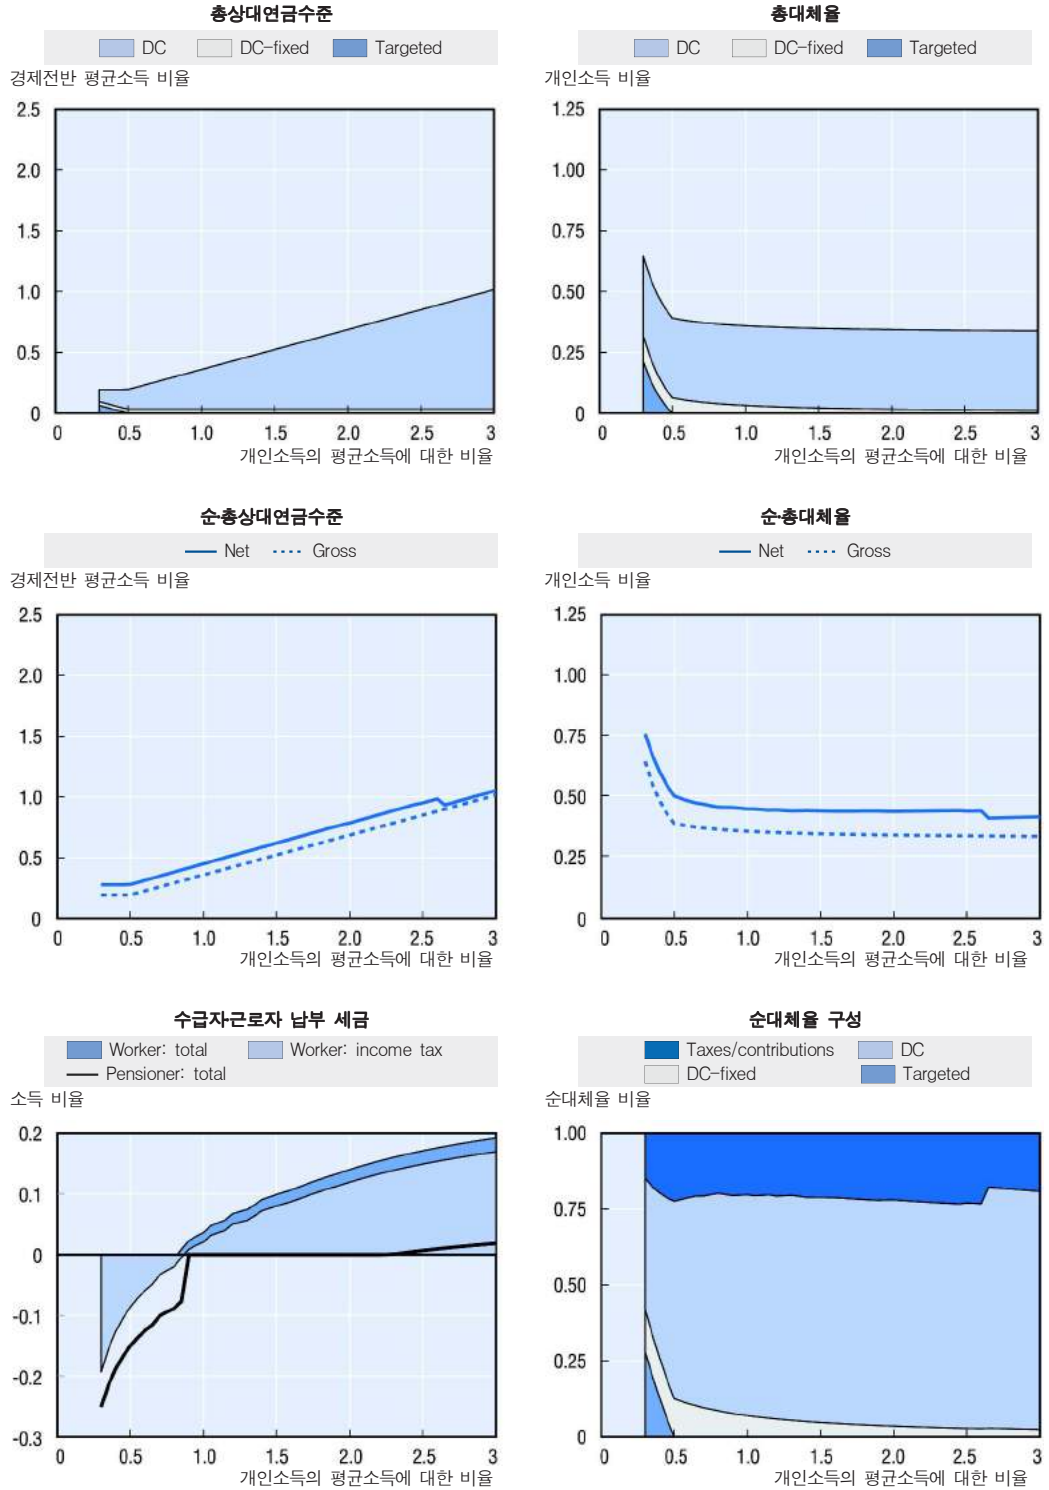 총상대연금수준
DC DC-fixed Targeted
경제전반 평균소득 비율
2.5
2.0
1.5
1.0
0.5
0
0 0.5 1.0 1.5 2.0 2.5 3
개인소득의 평균소득에 대한 비율
총대체율
DC DC-fixed Targeted
개인소득 비율
1.25
1.00
0.75
0.50
0.25
0
0 0.5 1.0 1.5 2.0 2.5 3
개인소득의 평균소득에 대한 비율
순·총상대연금수준
Net Gross
경제전반 평균소득 비율
2.5
2.0
1.5
1.0
0.5
0
0 0.5 1.0 1.5 2.0 2.5 3
개인소득의 평균소득에 대한 비율
순·총대체율
Net Gross
개인소득 비율
1.25
1.00
0.75
0.50
0.25
0
0 0.5 1.0 1.5 2.0 2.5 3
개인소득의 평균소득에 대한 비율
수급자·근로자 납부 세금
Worker: total Worker: income tax
Pensioner: total
소득 비율
0.2
0.1
0
-0.1
-0.2
-0.3
0 0.5 1.0 1.5 2.0 2.5 3
개인소득의 평균소득에 대한 비율
순대체율 구성
Taxes/contributions DC
DC-fixed Targeted
순대체율 비율
1.00
0.75
0.50
0.25
0
0 0.5 1.0 1.5 2.0 2.5 3
개인소득의 평균소득에 대한 비율